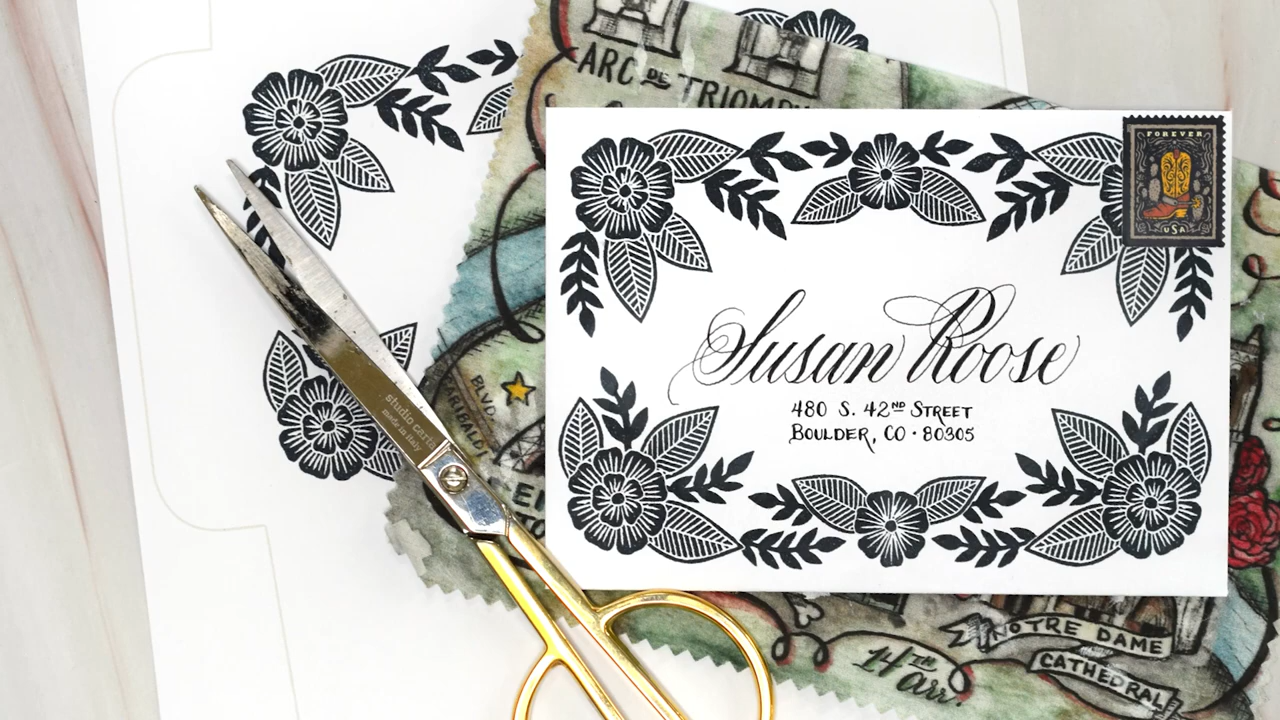 ARC DE TRIOMPH
FOREVER
USA
Susan Roose
480 S. 42ND STREET
BOULDER, CO · 80305
BLVD.
GARIBALDI
studio carta
made in italy
NOTRE DAME
CATHEDRAL
14TH
arr.